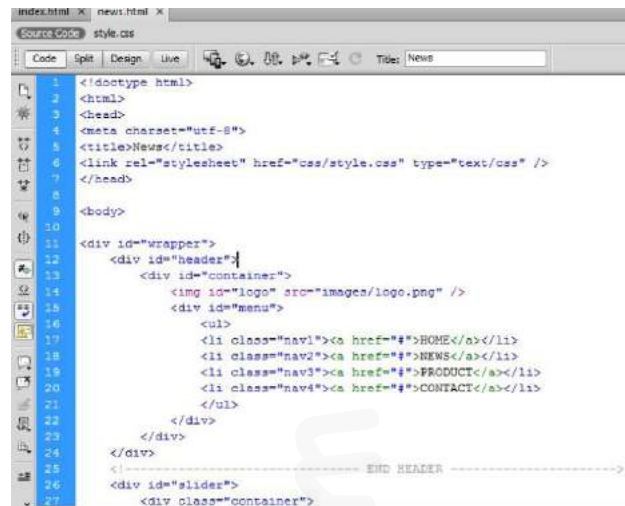 index.html × news.html ×
Source Code style.css
Code Split Design Live Title: News
1 <!doctype html>
2 <html>
3 <head>
4 <meta charset="utf-8">
5 <title>News</title>
6 <link rel="stylesheet" href="css/style.css" type="text/css" />
7 </head>
8
9 <body>
10
11 <div id="wrapper">
12 <div id="header">
13 <div id="container">
14 <img id="logo" src="images/logo.png" />
15 <div id="menu">
16 <ul>
17 <li class="nav1"><a href="#">HOME</a></li>
18 <li class="nav2"><a href="#">NEWS</a></li>
19 <li class="nav3"><a href="#">PRODUCT</a></li>
20 <li class="nav4"><a href="#">CONTACT</a></li>
21 </ul>
22 </div>
23 </div>
24 </div>
25 <!------------------------------ END HEADER --------------------->
26 <div id="slider">
27 <div class="container">